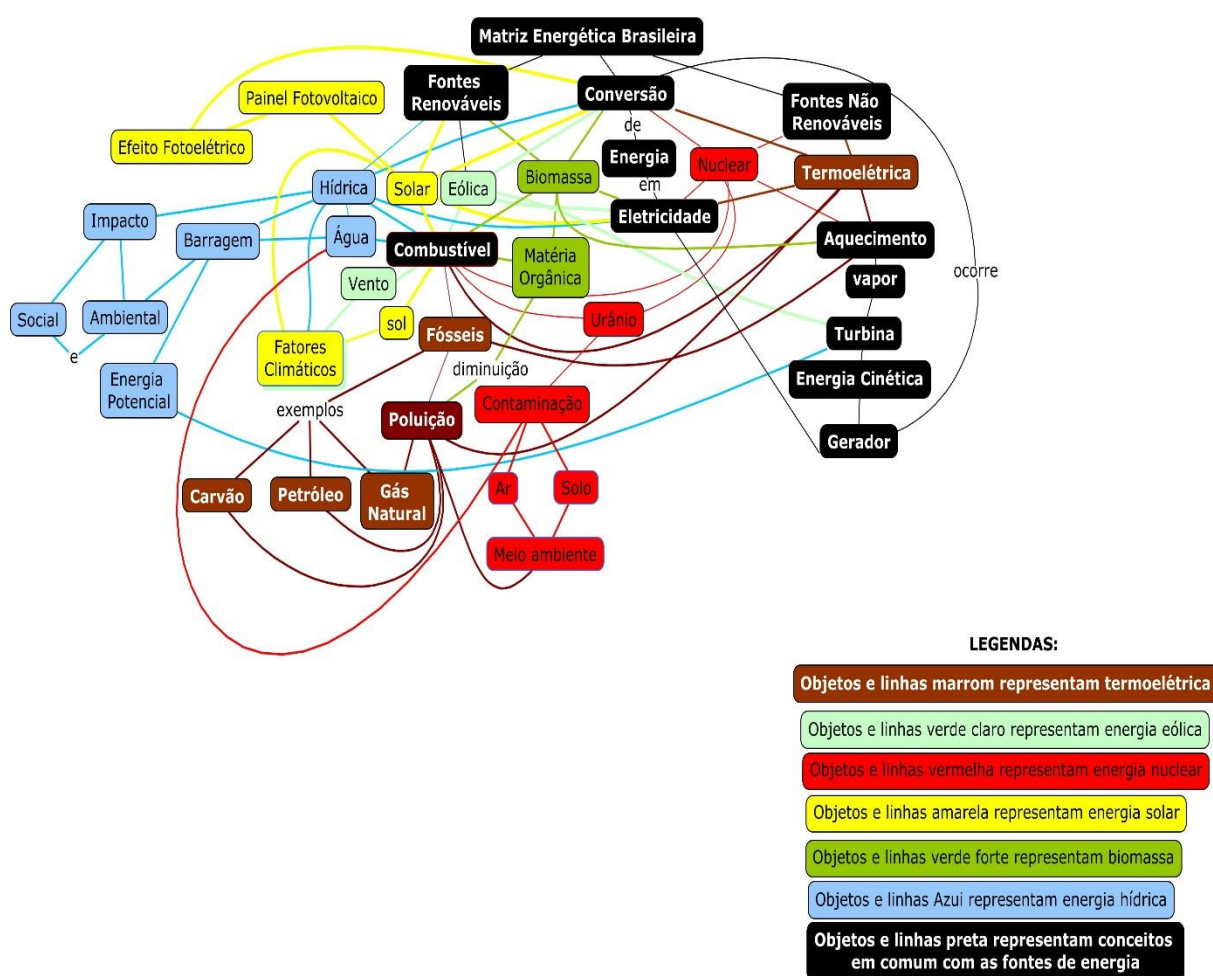 Matriz Energética Brasileira
Fontes
Renováveis
Conversão
Fontes Não
Renováveis
Painel Fotovoltaico
de
Efeito Fotoelétrico
Energia
Nuclear
Termoelétrica
Hídrica
Solar
Eólica
Biomassa
em
Eletricidade
Impacto
Barragem
Água
Combustível
Matéria
Orgânica
Aquecimento
vapor
ocorre
Vento
Social
Ambiental
sol
Urânio
Turbina
e
Fatores
Climáticos
Fósseis
diminuição
Energia
Potencial
Energia Cinética
exemplos
Poluição
Contaminação
Gerador
Carvão
Petróleo
Gás
Natural
Ar
Solo
Meio ambiente
LEGENDAS:
Objetos e linhas marrom representam termoelétrica
Objetos e linhas verde claro representam energia eólica
Objetos e linhas vermelha representam energia nuclear
Objetos e linhas amarela representam energia solar
Objetos e linhas verde forte representam biomassa
Objetos e linhas Azui representam energia hídrica
Objetos e linhas preta representam conceitos
em comum com as fontes de energia